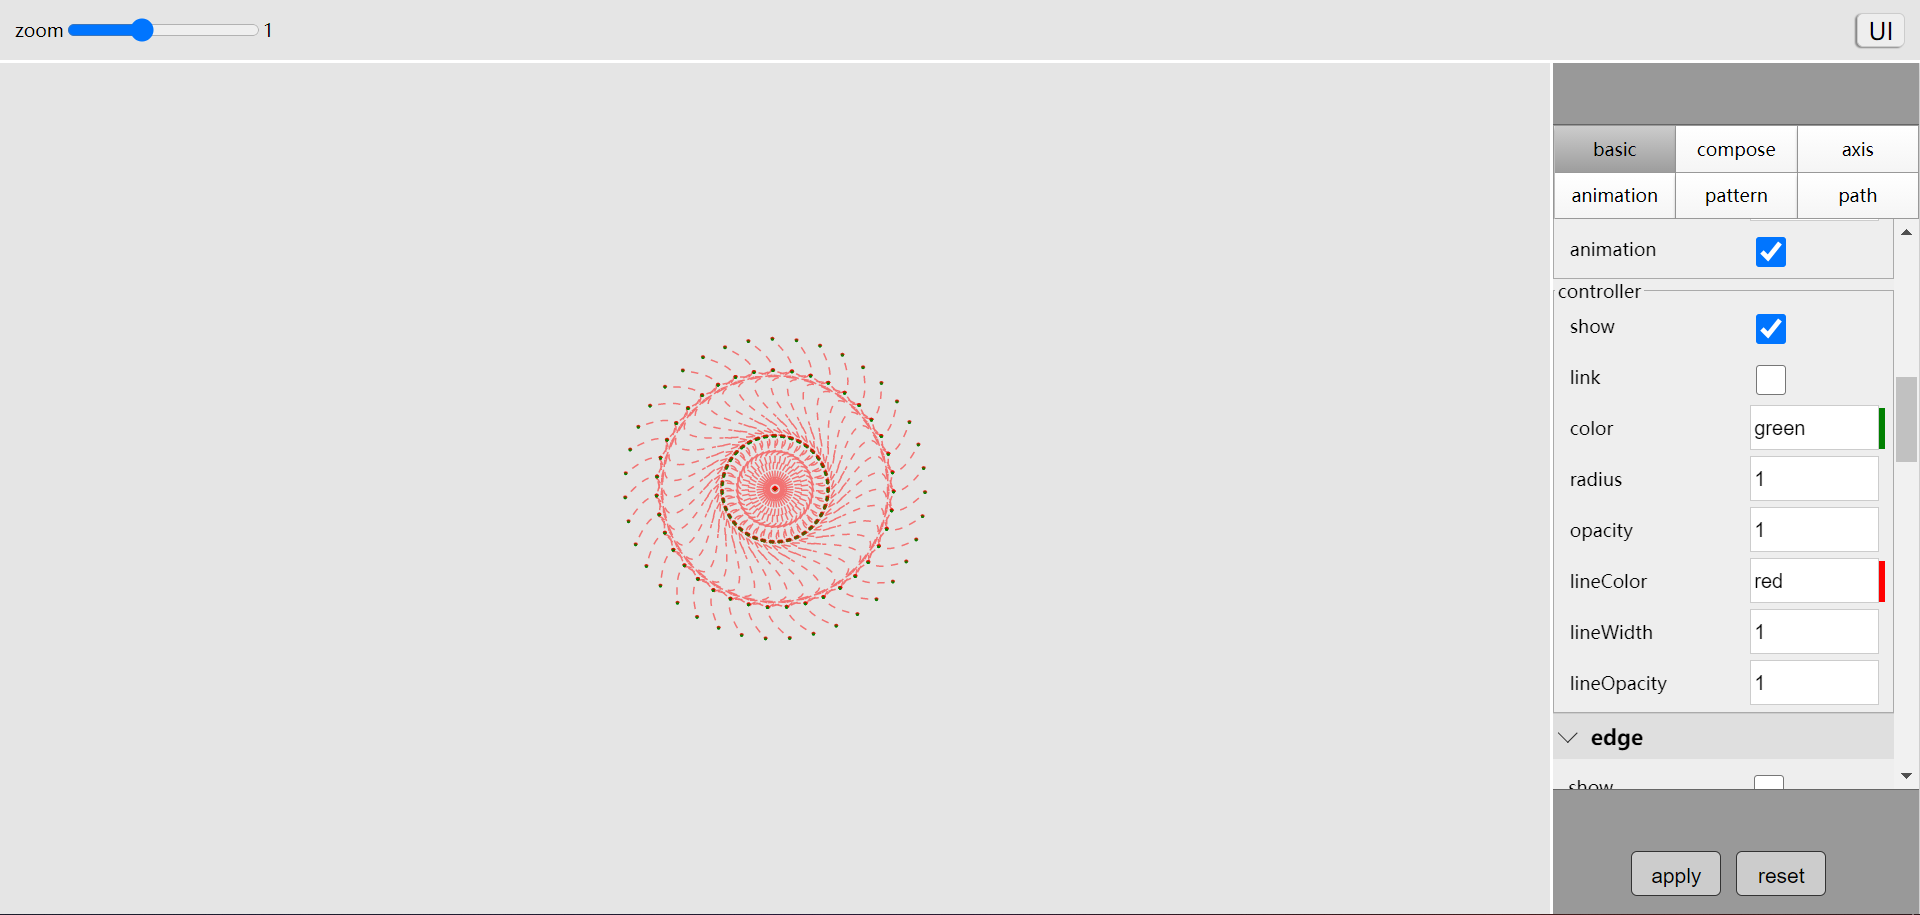 zoom 1 UI
basic compose axis
animation pattern path
animation
controller
show
link
color green
radius 1
opacity 1
lineColor red
lineWidth 1
lineOpacity 1
edge
show
apply reset